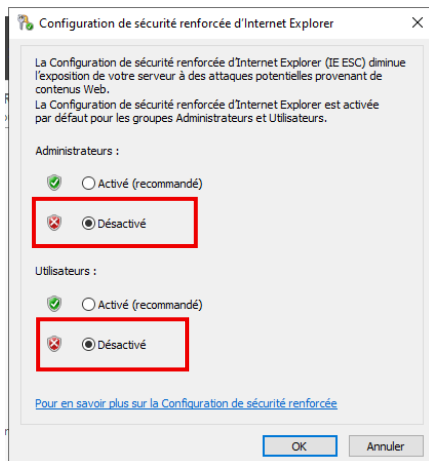 Configuration de sécurité renforcée d'Internet Explorer
La Configuration de sécurité renforcée d'Internet Explorer (IE ESC) diminue
l'exposition de votre serveur à des attaques potentielles provenant de
contenus Web.
La Configuration de sécurité renforcée d'Internet Explorer est activée
par défaut pour les groupes Administrateurs et Utilisateurs.
Administrateurs :
Activé (recommandé)
Désactivé
Utilisateurs :
Activé (recommandé)
Désactivé
Pour en savoir plus sur la Configuration de sécurité renforcée
OK
Annuler